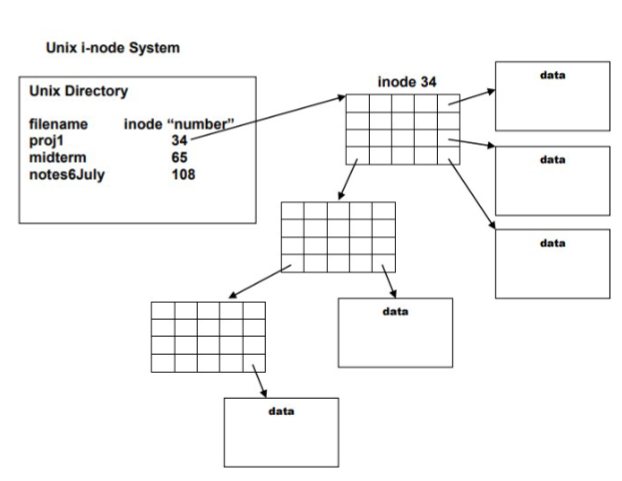 Unix i-node System
Unix Directory
filename inode “number”
proj1 34
midterm 65
notes6July 108
inode 34
data
data
data
data
data